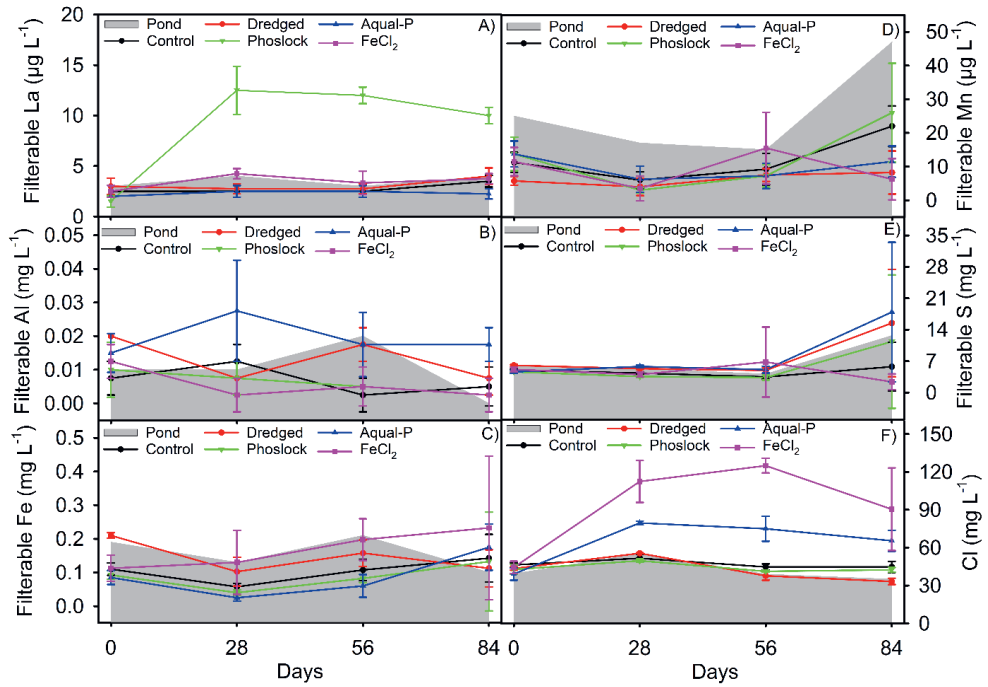 A)
Pond Dredged Aqual-P
Control Phoslock FeCl₂
Filterable La (µg L⁻¹)
20
15
10
5
0
B)
Pond Dredged Aqual-P
Control Phoslock FeCl₂
Filterable Al (mg L⁻¹)
0.05
0.04
0.03
0.02
0.01
0.00
C)
Pond Dredged Aqual-P
Control Phoslock FeCl₂
Filterable Fe (mg L⁻¹)
0.5
0.4
0.3
0.2
0.1
0.0
0 28 56 84
Days
D)
Pond Dredged Aqual-P
Control Phoslock FeCl₂
Filterable Mn (µg L⁻¹)
50
40
30
20
10
0
E)
Pond Dredged Aqual-P
Control Phoslock FeCl₂
Filterable S (mg L⁻¹)
35
28
21
14
7
0
F)
Pond Dredged Aqual-P
Control Phoslock FeCl₂
Cl (mg L⁻¹)
150
120
90
60
30
0
0 28 56 84
Days